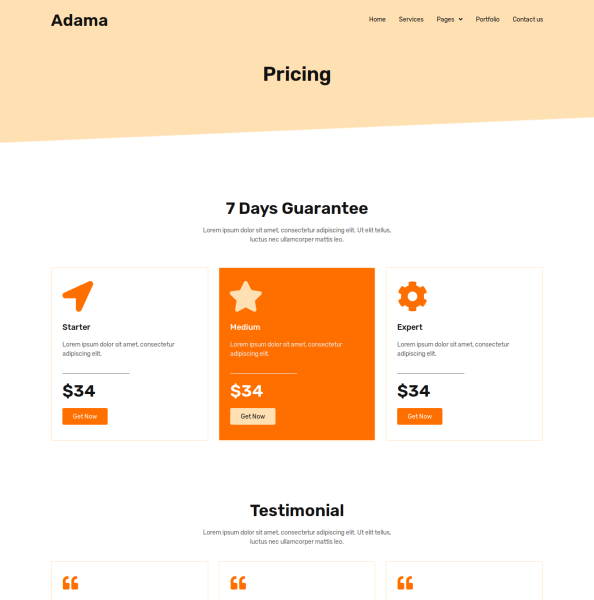 Adama
Home Services Pages Portfolio Contact us
Pricing
7 Days Guarantee
Lorem ipsum dolor sit amet, consectetur adipiscing elit. Ut elit tellus,
luctus nec ullamcorper mattis leo.
Starter
Lorem ipsum dolor sit amet, consectetur
adipiscing elit.
$34
Get Now
Medium
Lorem ipsum dolor sit amet, consectetur
adipiscing elit.
$34
Get Now
Expert
Lorem ipsum dolor sit amet, consectetur
adipiscing elit.
$34
Get Now
Testimonial
Lorem ipsum dolor sit amet, consectetur adipiscing elit. Ut elit tellus,
luctus nec ullamcorper mattis leo.